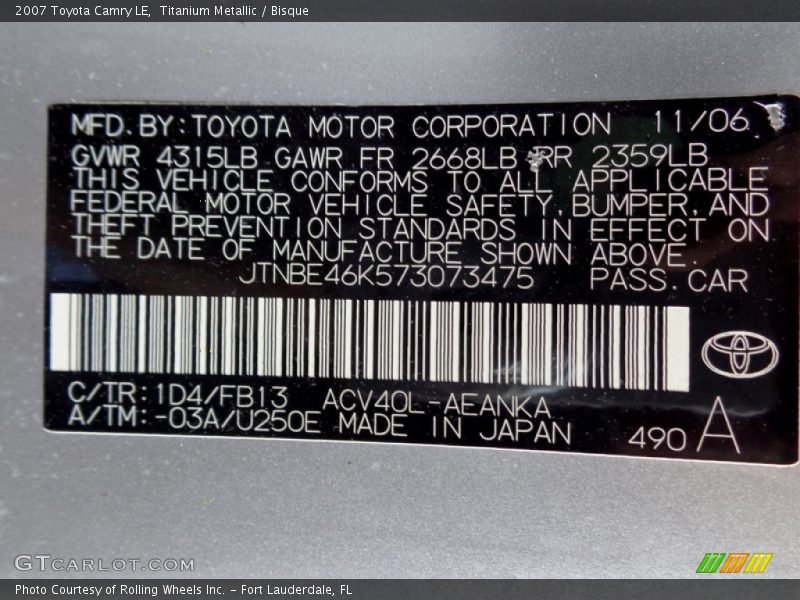 2007 Toyota Camry LE, Titanium Metallic / Bisque
MFD.BY:TOYOTA MOTOR CORPORATION 11/06
GVWR 4315LB GAWR FR 2668LB RR 2359LB
THIS VEHICLE CONFORMS TO ALL APPLICABLE
FEDERAL MOTOR VEHICLE SAFETY,BUMPER,AND
THEFT PREVENTION STANDARDS IN EFFECT ON
THE DATE OF MANUFACTURE SHOWN ABOVE.
JTNBE46K573073475 PASS.CAR
C/TR:1D4/FB13 ACV40L-AEANKA
A/TM:-03A/U250E MADE IN JAPAN 490 A
GTCARLOT.COM
Photo Courtesy of Rolling Wheels Inc. - Fort Lauderdale, FL